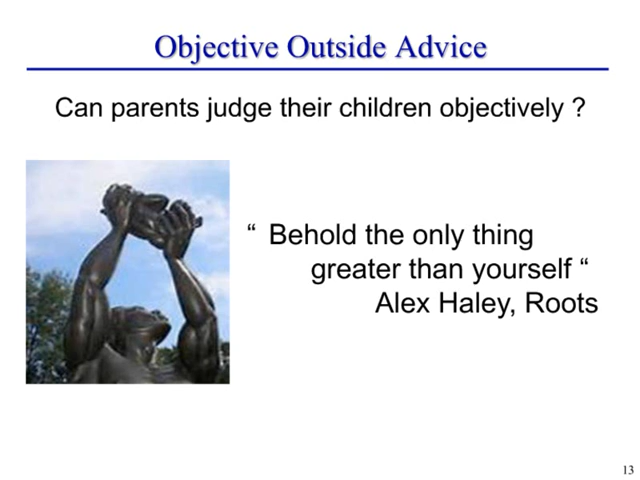 Objective Outside Advice
Can parents judge their children objectively ?
“ Behold the only thing
greater than yourself “
Alex Haley, Roots
13